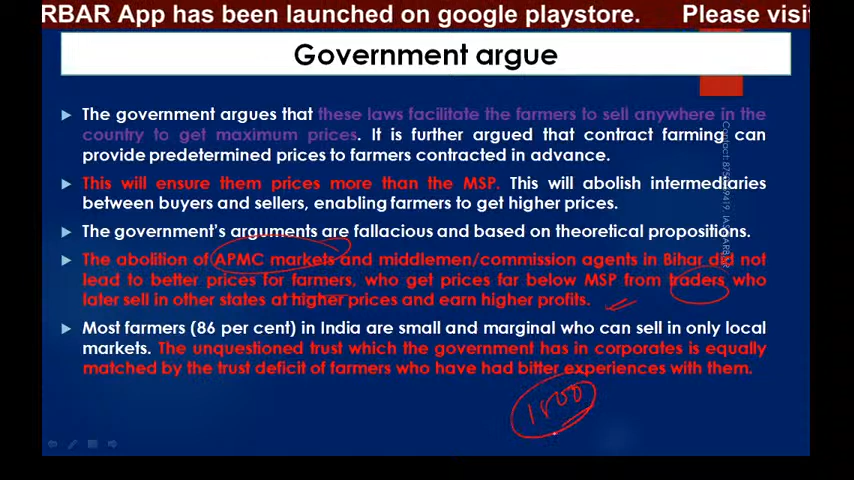 RBAR App has been launched on google playstore. Please visi
Government argue
The government argues that these laws facilitate the farmers to sell anywhere in the
country to get maximum prices. It is further argued that contract farming can
provide predetermined prices to farmers contracted in advance.
This will ensure them prices more than the MSP. This will abolish intermediaries
between buyers and sellers, enabling farmers to get higher prices.
The government's arguments are fallacious and based on theoretical propositions.
The abolition of APMC markets and middlemen/commission agents in Bihar did not
lead to better prices for farmers, who get prices far below MSP from traders who
later sell in other states at higher prices and earn higher profits.
Most farmers (86 per cent) in India are small and marginal who can sell in only local
markets. The unquestioned trust which the government has in corporates is equally
matched by the trust deficit of farmers who have had bitter experiences with them.
1800